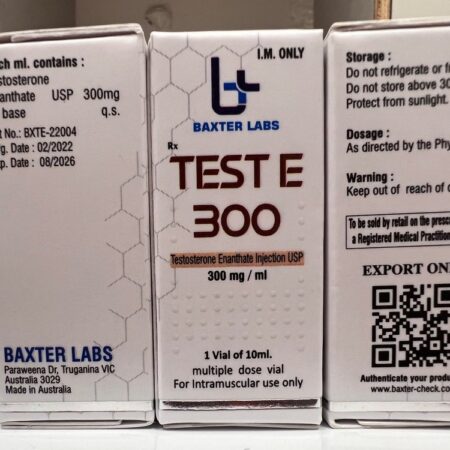 ch ml. contains :
stosterone
anthate USP 300mg
base q.s.
t No.: BXTE-22004
g. Date : 02/2022
p. Date : 08/2026
BAXTER LABS
Paraweena Dr, Truganina VIC
Australia 3029
Made in Australia
I.M. ONLY
BAXTER LABS
Rx
TEST E
300
Testosterone Enanthate Injection USP
300 mg / ml
1 Vial of 10ml.
multiple dose vial
For Intramuscular use only
Storage :
Do not refrigerate or fr
Do not store above 30
Protect from sunlight.
Dosage :
As directed by the Phy
Warning :
Keep out of reach of c
To be sold by retail on the presc
a Registered Medical Practition
EXPORT ON
Authenticate your produ
www.baxter-check.co